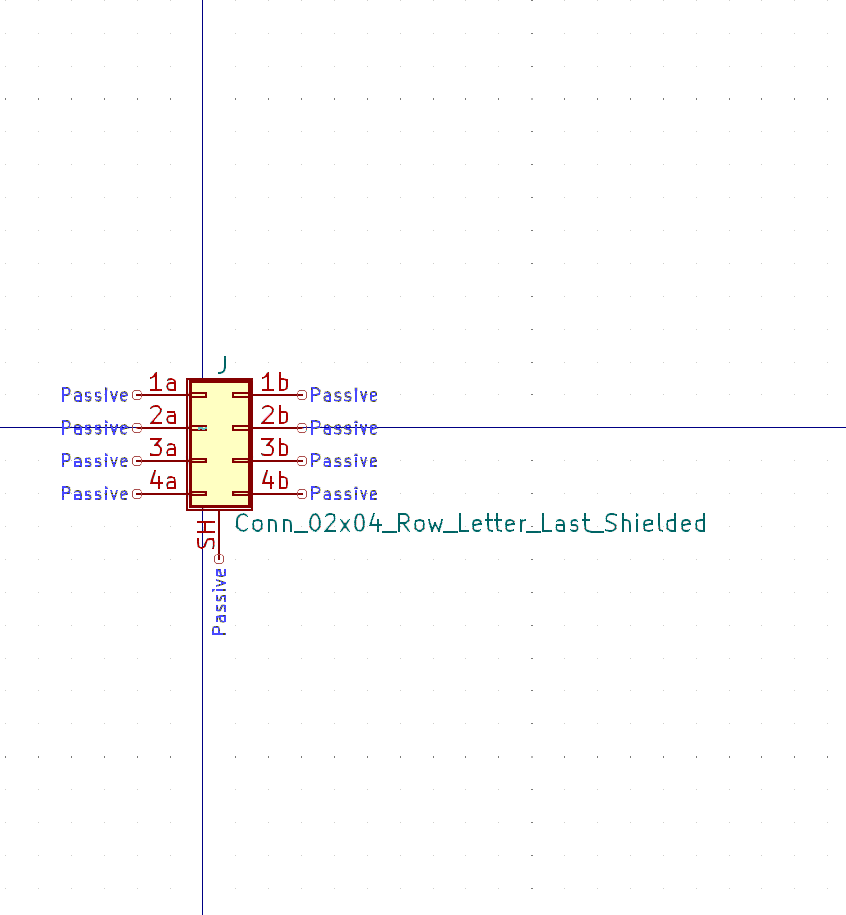 J
Passive 1a 1b Passive
Passive 2a 2b Passive
Passive 3a 3b Passive
Passive 4a 4b Passive
SH Conn_02x04_Row_Letter_Last_Shielded
Passive